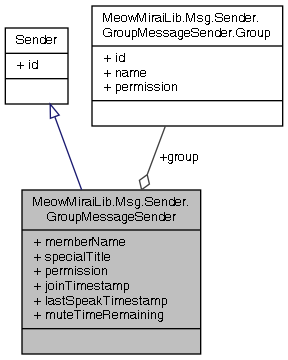 MeowMiraiLib.Msg.Sender.
GroupMessageSender.Group
+ id
+ name
+ permission
Sender
+ id
+group
MeowMiraiLib.Msg.Sender.
GroupMessageSender
+ memberName
+ specialTitle
+ permission
+ joinTimestamp
+ lastSpeakTimestamp
+ muteTimeRemaining